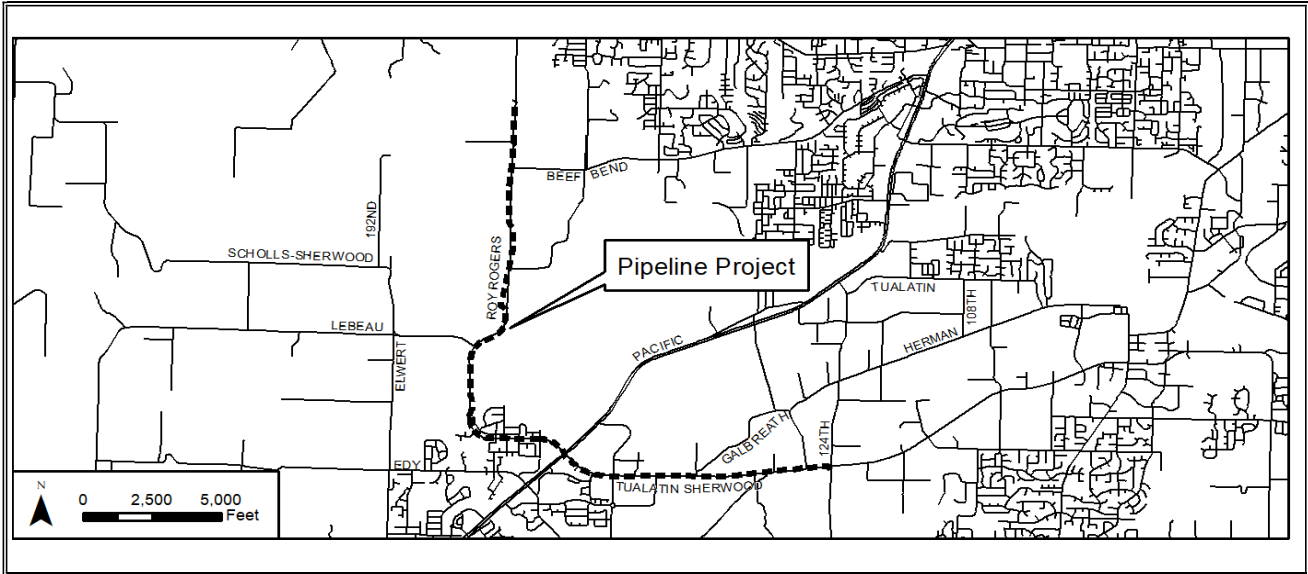 BEEF BEND
192ND
SCHOLLS-SHERWOOD
ROY ROGERS
Pipeline Project
TUALATIN
108TH
LEBEAU
PACIFIC
HERMAN
ELWERT
GALBREATH
124TH
EDY
TUALATIN SHERWOOD
N
0 2,500 5,000
Feet